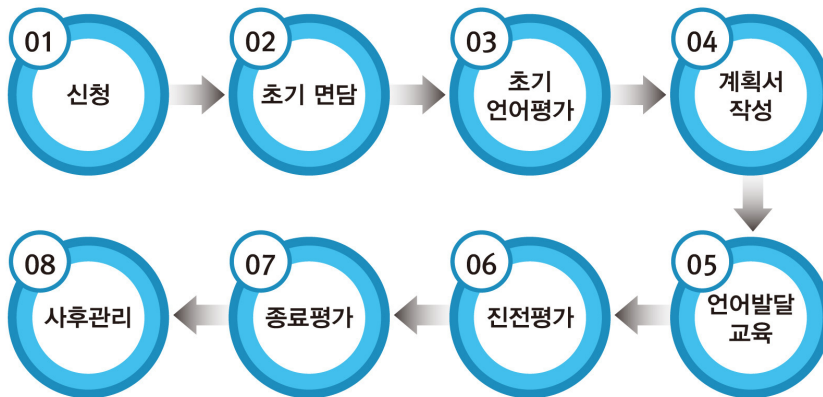 01
신청
02
초기 면담
03
초기
언어평가
04
계획서
작성
05
언어발달
교육
06
진전평가
07
종료평가
08
사후관리